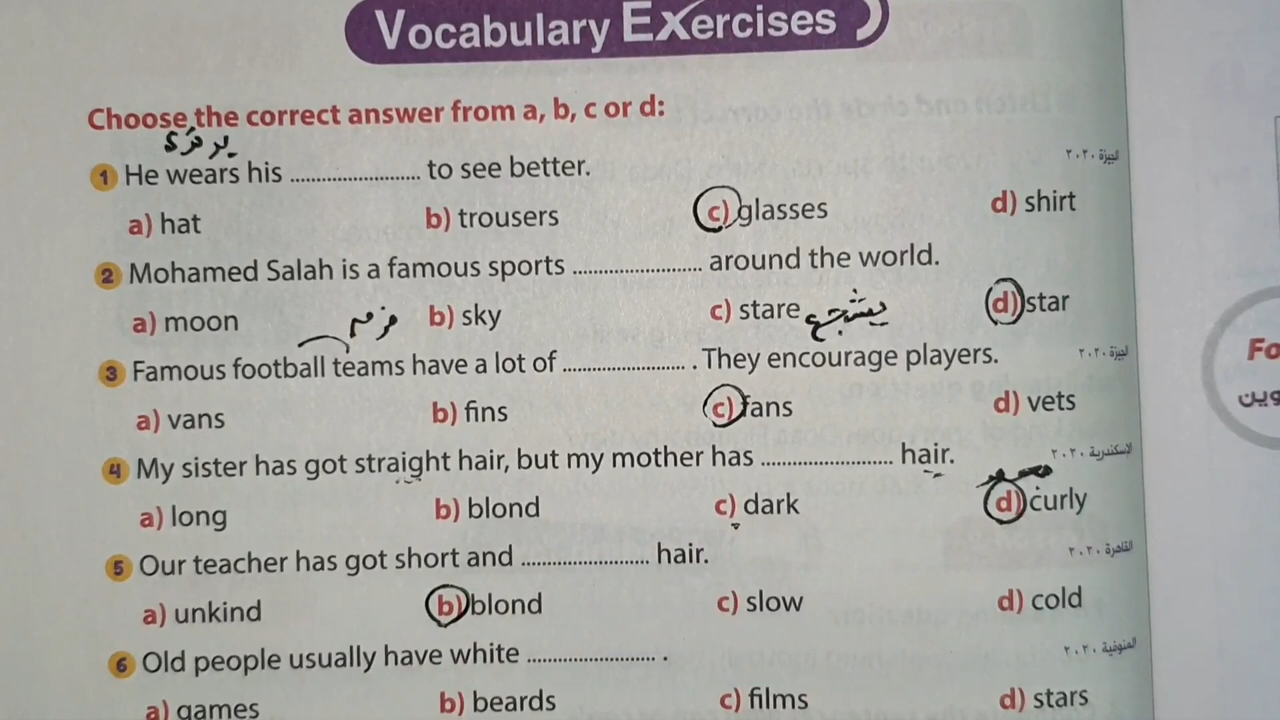 Vocabulary Exercises
Choose the correct answer from a, b, c or d:
1 He wears his ........................ to see better. الجيزة ٢٠٢٠
a) hat b) trousers c) glasses d) shirt
2 Mohamed Salah is a famous sports ........................ around the world.
a) moon b) sky c) stare يشجع d) star
3 Famous football teams have a lot of ........................ . They encourage players. الجيزة ٢٠٢٠
a) vans b) fins c) fans d) vets
4 My sister has got straight hair, but my mother has ........................ hair. الإسكندرية ٢٠٢٠
a) long b) blond c) dark d) curly
5 Our teacher has got short and ........................ hair. القاهرة ٢٠٢٠
a) unkind b) blond c) slow d) cold
6 Old people usually have white ........................ المنوفية ٢٠٢٠
a) games b) beards c) films d) stars